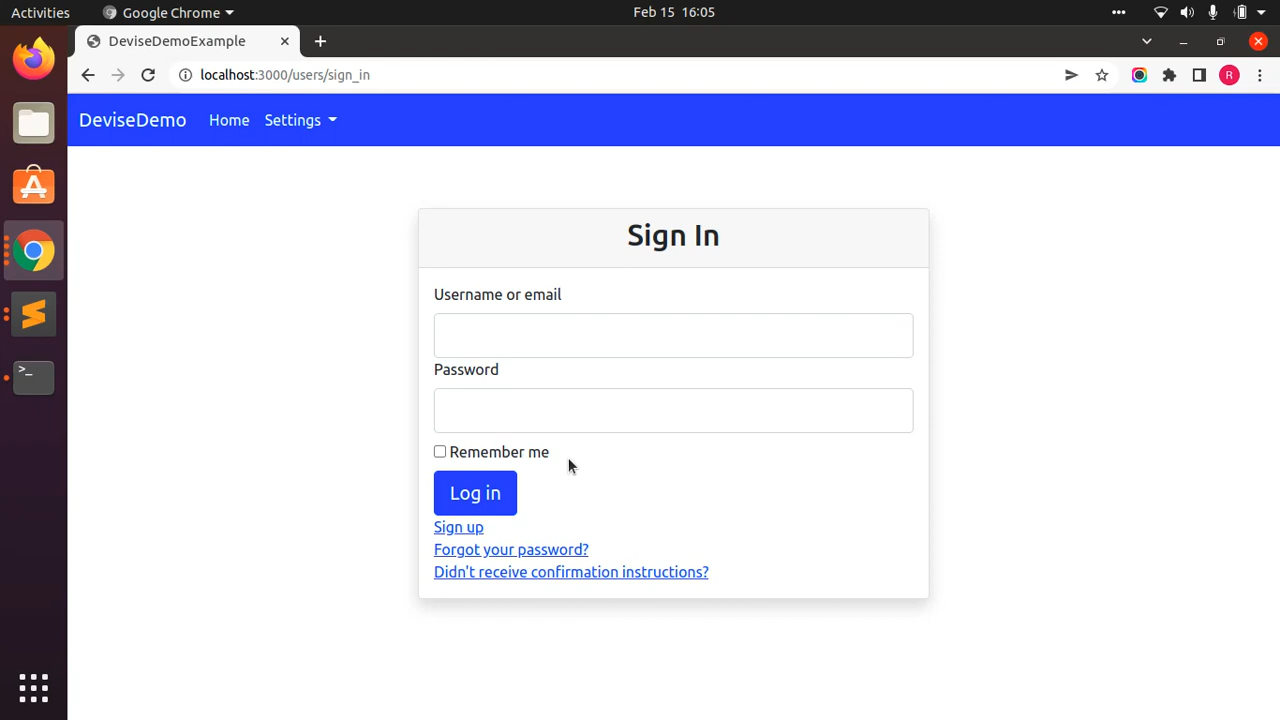 Activities
Google Chrome
Feb 15 16:05
DeviseDemoExample
localhost:3000/users/sign_in
R
DeviseDemo
Home
Settings
Sign In
Username or email
Password
Remember me
Log in
Sign up
Forgot your password?
Didn't receive confirmation instructions?